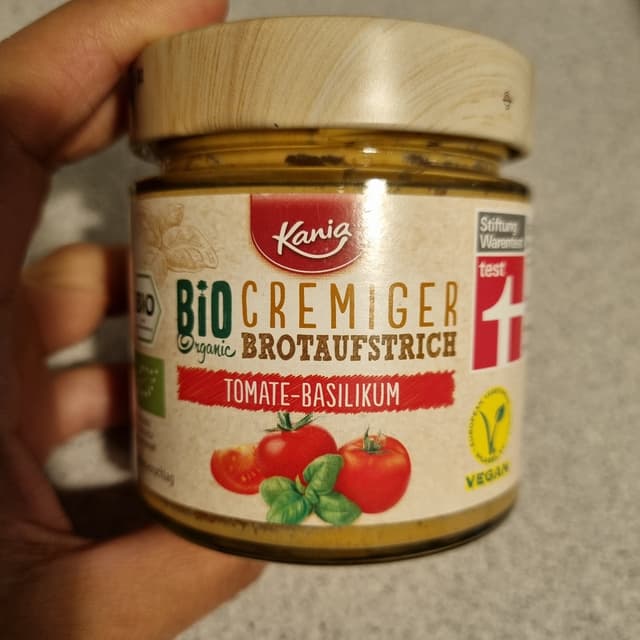 Kania
Stiftung
Warentest
test
BIO
Organic
CREMIGER
BROTAUFSTRICH
TOMATE-BASILIKUM
BIO
VEGAN